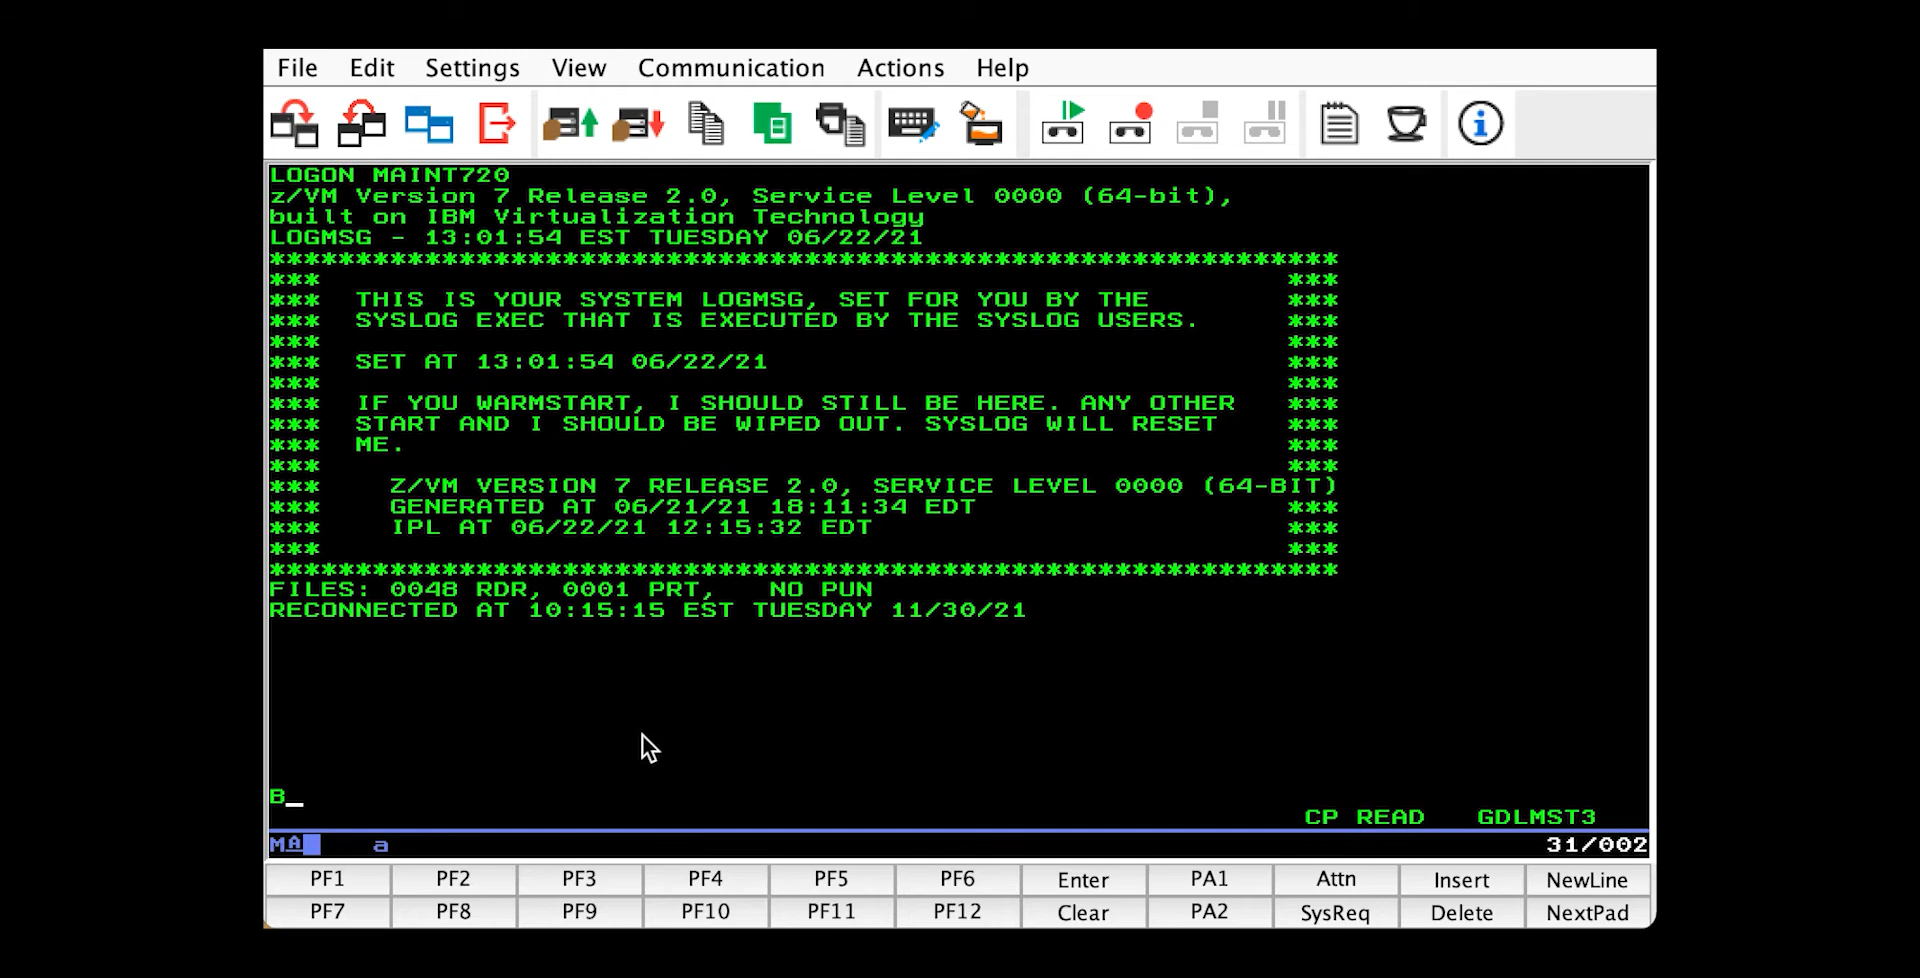 File Edit Settings View Communication Actions Help
LOGON MAINT720
z/VM Version 7 Release 2.0, Service Level 0000 (64-bit),
built on IBM Virtualization Technology
LOGMSG - 13:01:54 EST TUESDAY 06/22/21
**************************************************************
*** ***
*** THIS IS YOUR SYSTEM LOGMSG, SET FOR YOU BY THE ***
*** SYSLOG EXEC THAT IS EXECUTED BY THE SYSLOG USERS. ***
*** ***
*** SET AT 13:01:54 06/22/21 ***
*** ***
*** IF YOU WARMSTART, I SHOULD STILL BE HERE. ANY OTHER ***
*** START AND I SHOULD BE WIPED OUT. SYSLOG WILL RESET ***
*** ME. ***
*** ***
*** Z/VM VERSION 7 RELEASE 2.0, SERVICE LEVEL 0000 (64-BIT)
*** GENERATED AT 06/21/21 18:11:34 EDT ***
*** IPL AT 06/22/21 12:15:32 EDT ***
*** ***
**************************************************************
FILES: 0048 RDR, 0001 PRT, NO PUN
RECONNECTED AT 10:15:15 EST TUESDAY 11/30/21
B_
CP READ GDLMST3
MA a 31/002
PF1 PF2 PF3 PF4 PF5 PF6 Enter PA1 Attn Insert NewLine
PF7 PF8 PF9 PF10 PF11 PF12 Clear PA2 SysReq Delete NextPad